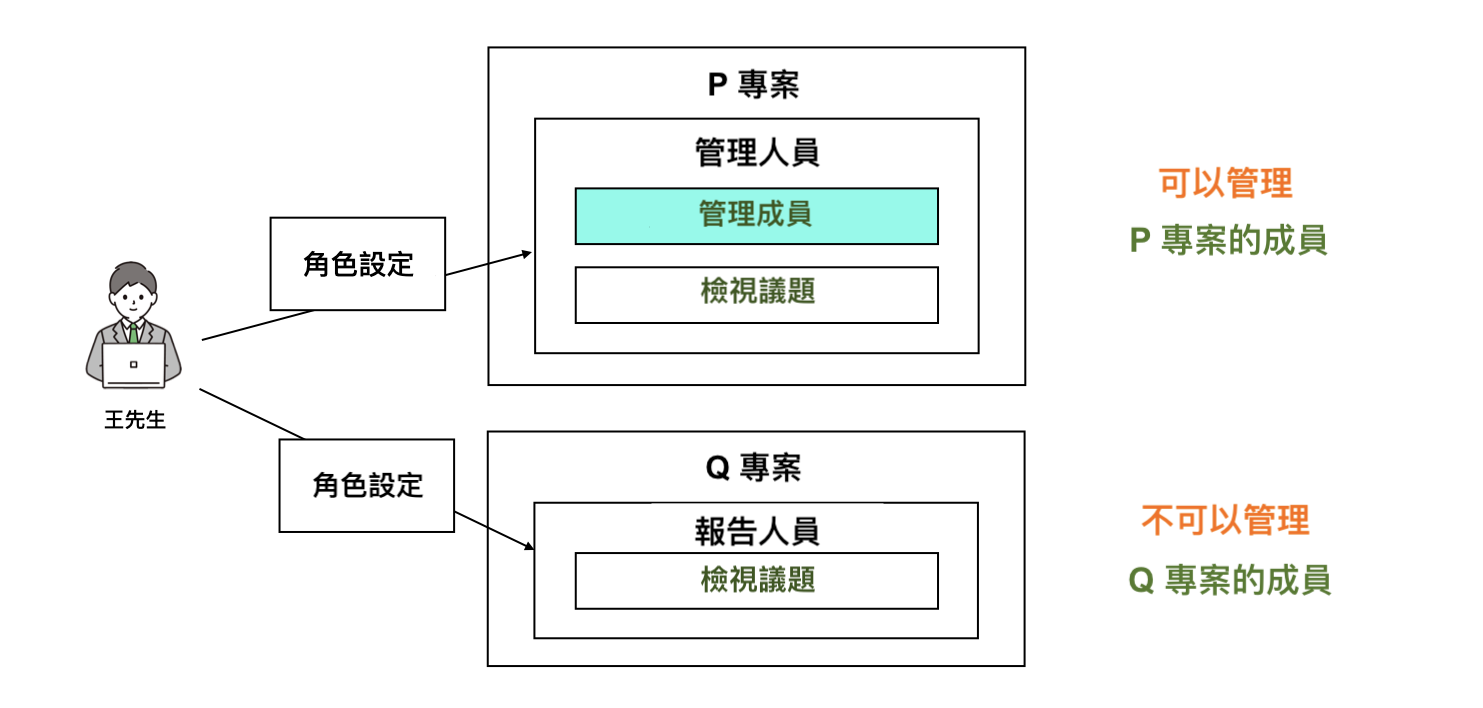 P 專案
管理人員
管理成員
檢視議題
可以管理
P 專案的成員
角色設定
王先生
角色設定
Q 專案
報告人員
檢視議題
不可以管理
Q 專案的成員